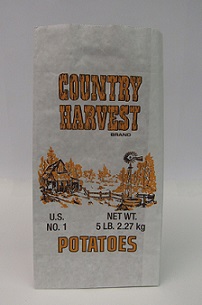 COUNTRY
HARVEST
BRAND
U.S. NET WT.
NO. 1 5 LB. 2.27 kg
POTATOES